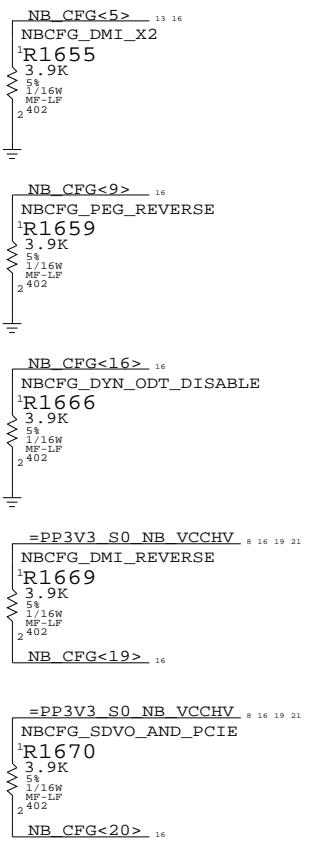 NB_CFG<5> 13 16
NBCFG_DMI_X2
1
R1655
3.9K
5%
1/16W
MF-LF
2 402
NB_CFG<9> 16
NBCFG_PEG_REVERSE
1
R1659
3.9K
5%
1/16W
MF-LF
2 402
NB_CFG<16> 16
NBCFG_DYN_ODT_DISABLE
1
R1666
3.9K
5%
1/16W
MF-LF
2 402
=PP3V3_S0_NB_VCCHV 8 16 19 21
NBCFG_DMI_REVERSE
1
R1669
3.9K
5%
1/16W
MF-LF
2 402
NB_CFG<19> 16
=PP3V3_S0_NB_VCCHV 8 16 19 21
NBCFG_SDVO_AND_PCIE
1
R1670
3.9K
5%
1/16W
MF-LF
2 402
NB_CFG<20> 16